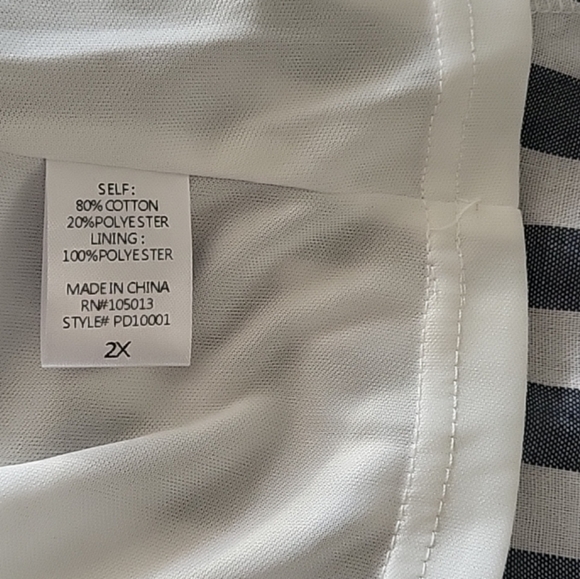 SELF:
80% COTTON
20%POLYESTER
LINING:
100%POLYESTER
MADE IN CHINA
RN#105013
STYLE# PD10001
2X